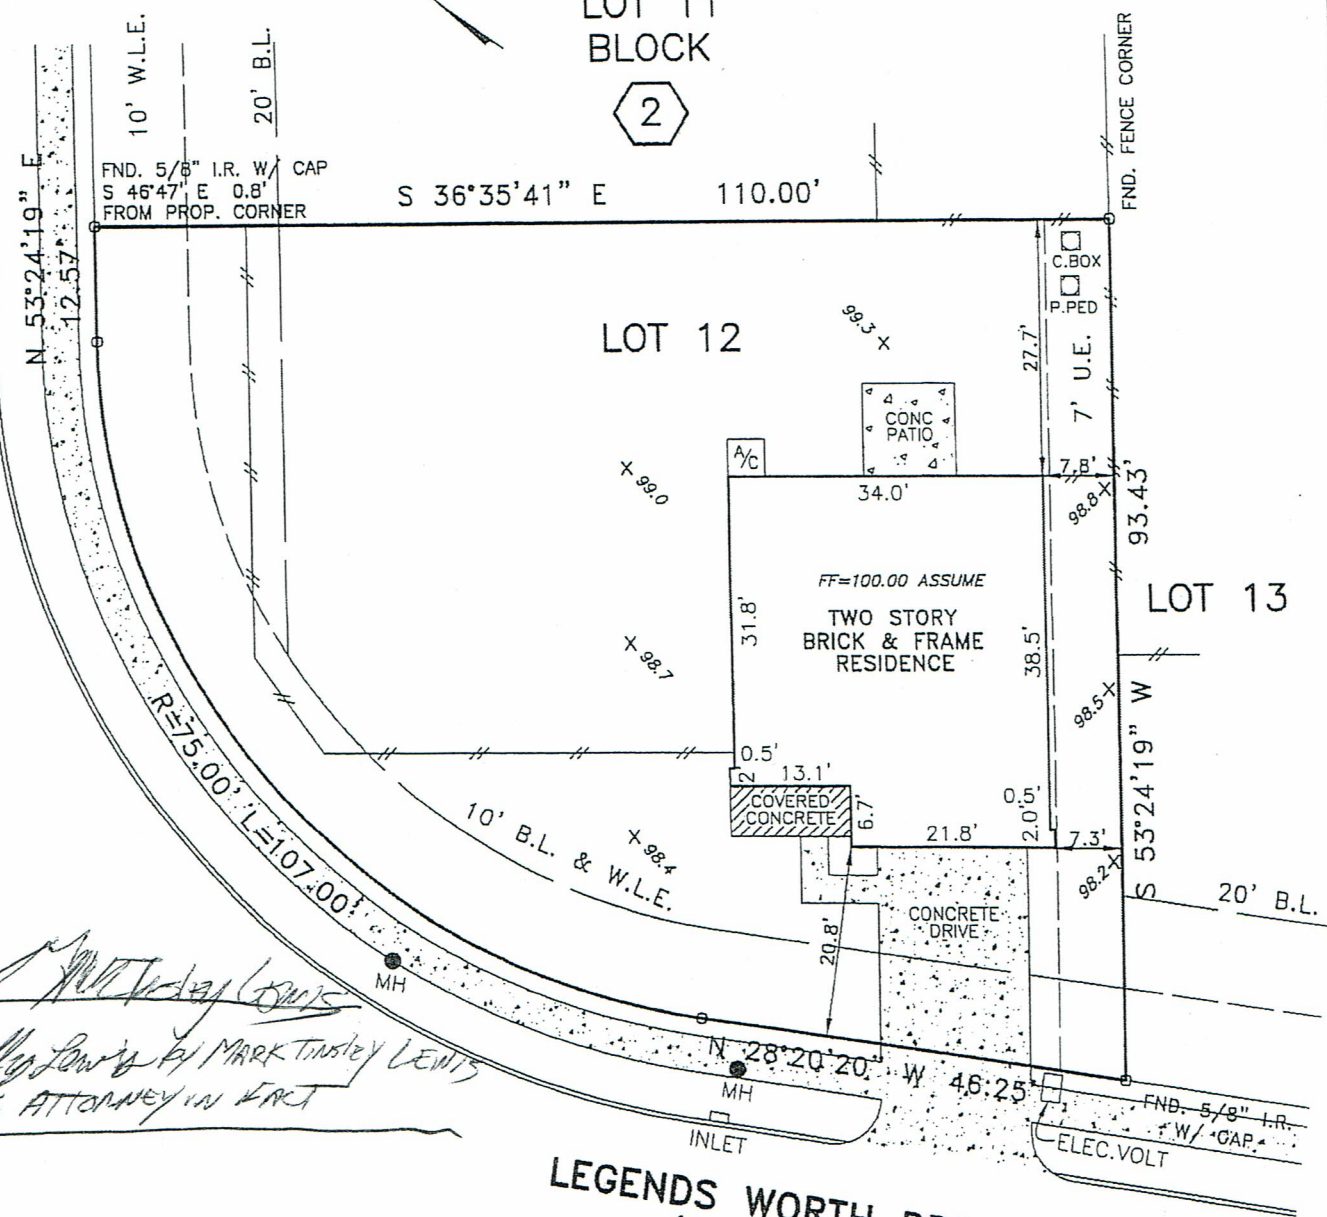 LOT 11
BLOCK
2
10' W.L.E.
20' B.L.
FND. FENCE CORNER
FND. 5/8" I.R. W/ CAP
S 46°47' E 0.8'
FROM PROP. CORNER
S 36°35'41" E 110.00'
N 53°24'19" E
12.57'
C.BOX
P.PED
7' U.E.
27.7'
LOT 12
99.3
CONC
PATIO
A/C
99.0
34.0'
7.8'
98.8
93.43'
S 53°24'19" W
LOT 13
FF=100.00 ASSUME
TWO STORY
BRICK & FRAME
RESIDENCE
31.8'
38.5'
98.7
98.5
0.5'
2
13.1'
COVERED
CONCRETE
6.7'
0.5'
2.0'
21.8'
7.3'
98.2
R=75.00' L=107.00'
10' B.L. & W.L.E.
98.4
20' B.L.
CONCRETE
DRIVE
20.8'
MH
MH
N 28°20'20" W 46.25'
INLET
ELEC.VOLT
FND. 5/8" I.R.
W/ CAP
Lewis by MARK TINSLEY LEWIS
ATTORNEY IN FACT
LEGENDS WORTH